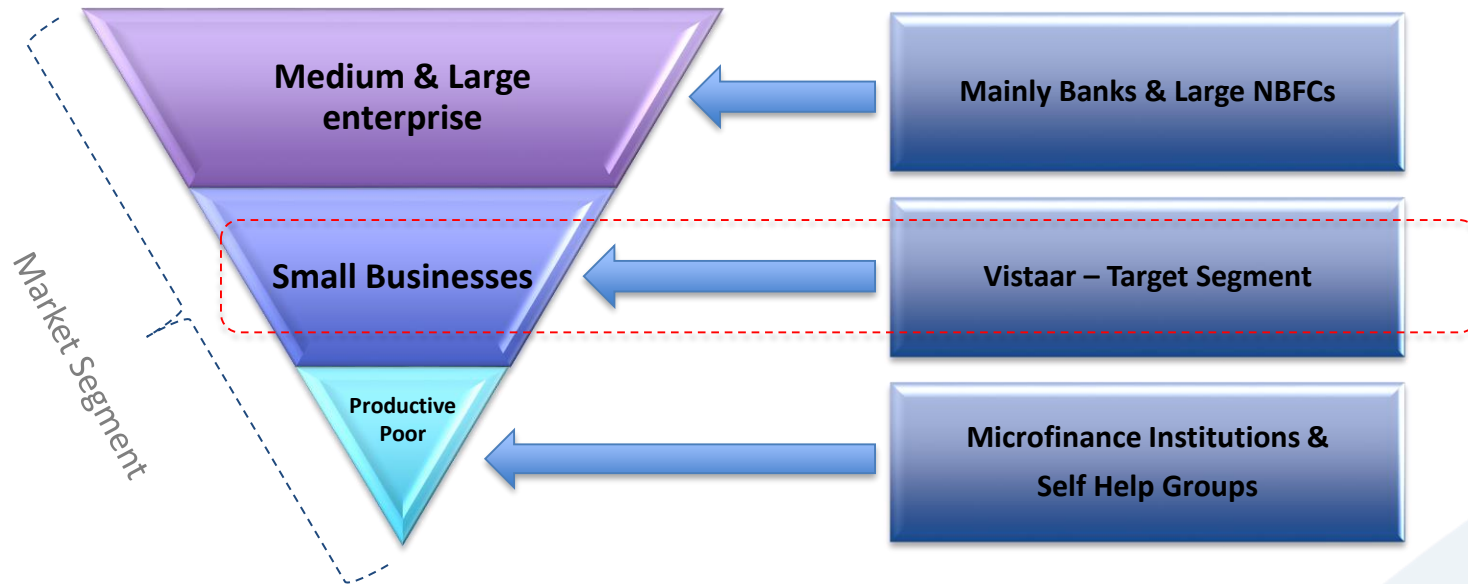 Medium & Large
enterprise
Mainly Banks & Large NBFCs
Small Businesses
Vistaar – Target Segment
Productive
Poor
Microfinance Institutions &
Self Help Groups
Market Segment